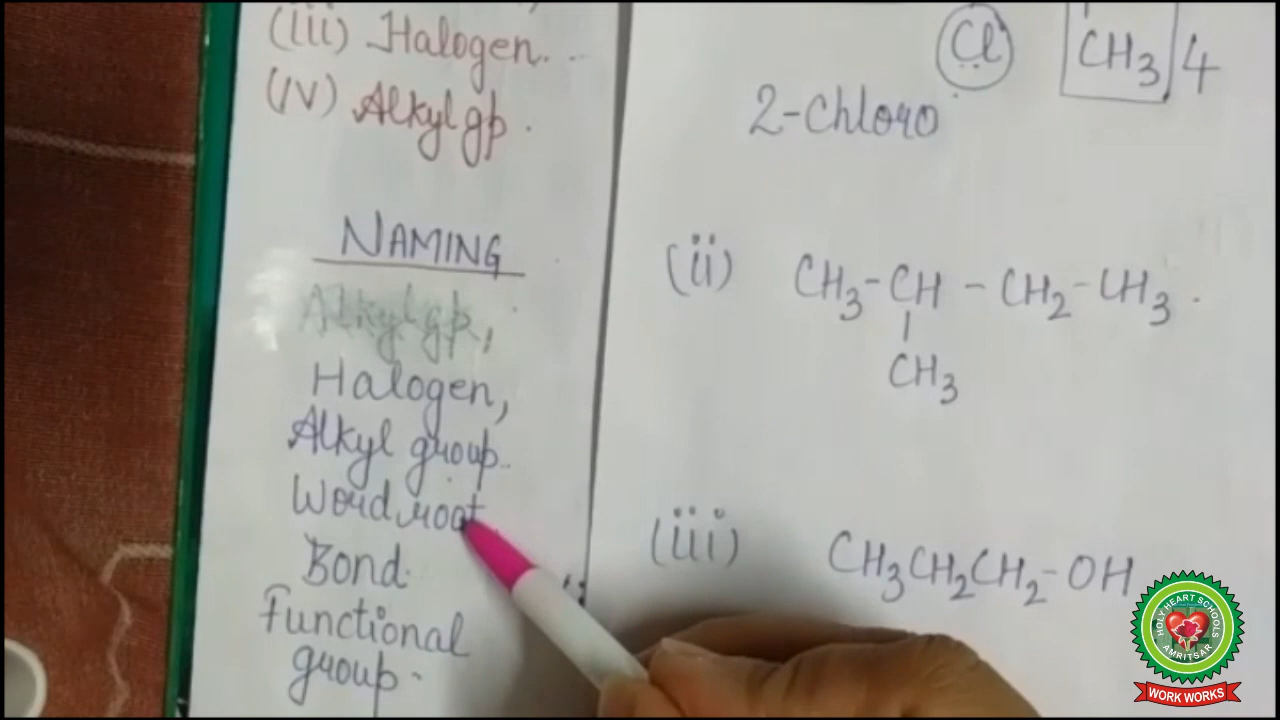 (iii) Halogen.
(iv) Alkyl gp.
NAMING
Alkyl gp,
Halogen,
Alkyl group.
Word root
Bond.
Functional
group.
Cl
CH3 4
2-Chloro
(ii) CH3-CH-CH2-CH3.
CH3
(iii) CH3CH2CH2-OH
HOLY HEART SCHOOLS
AMRITSAR
WORK WORKS